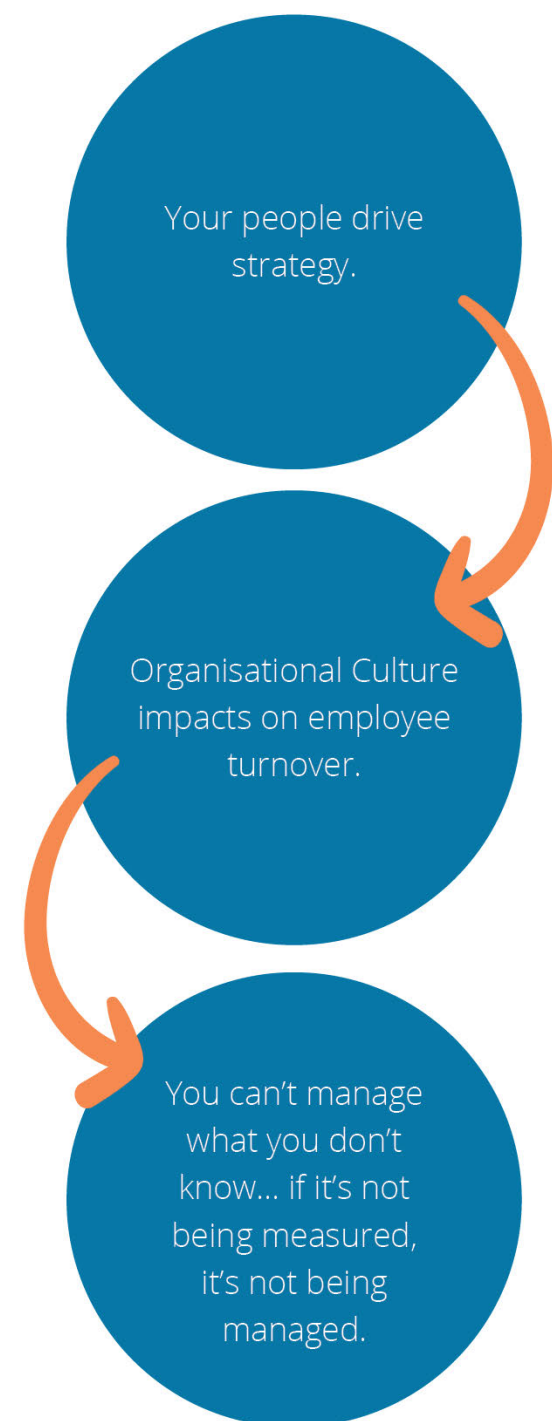 Your people drive
strategy.
Organisational Culture
impacts on employee
turnover.
You can’t manage
what you don’t
know... if it’s not
being measured,
it’s not being
managed.